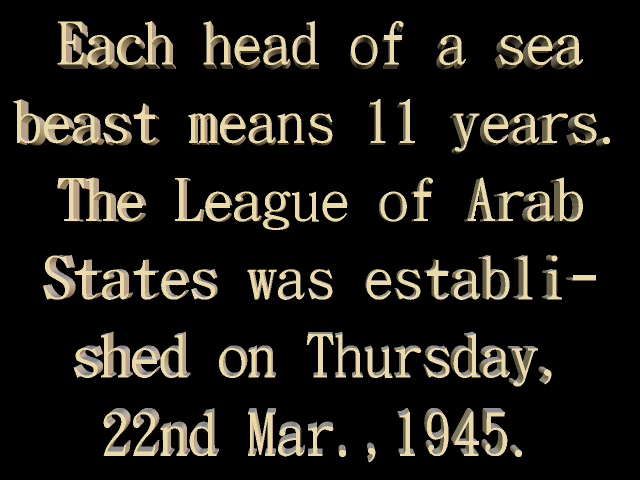 Each head of a sea
beast means 11 years.
The League of Arab
States was establi-
shed on Thursday,
22nd Mar.,1945.